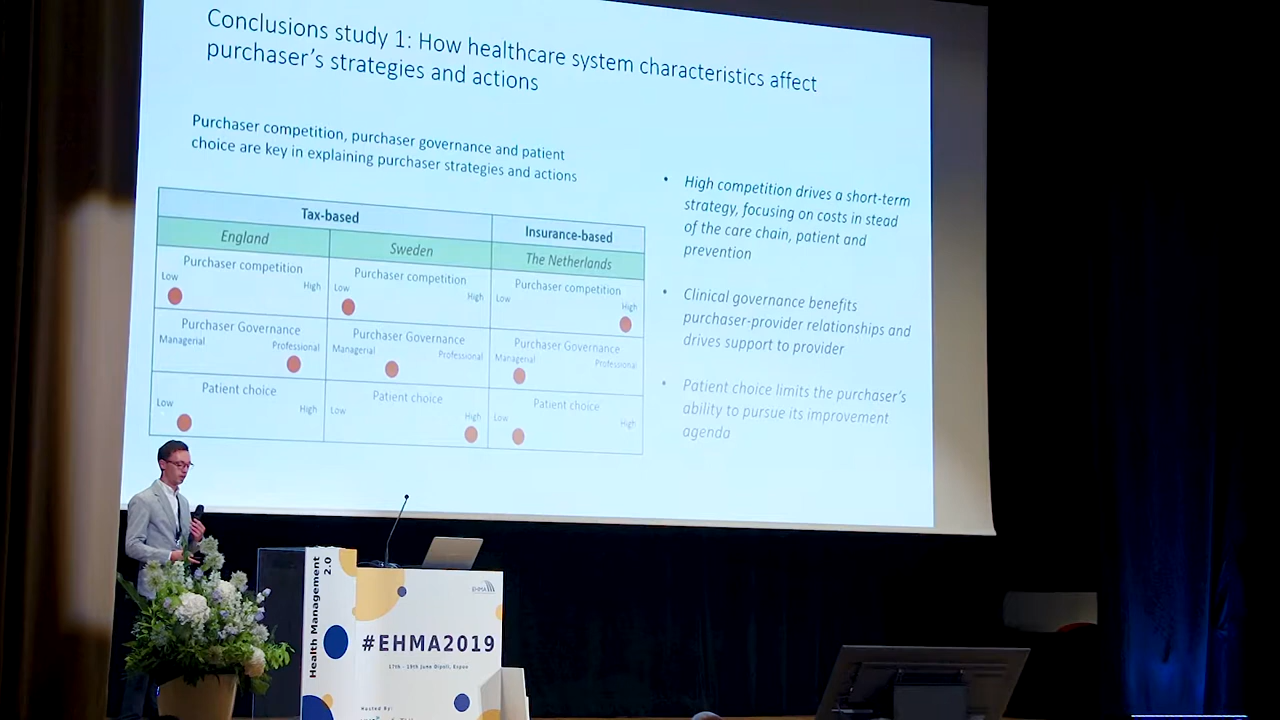 Conclusions study 1: How healthcare system characteristics affect
purchaser's strategies and actions
Purchaser competition, purchaser governance and patient
choice are key in explaining purchaser strategies and actions
Tax-based
Insurance-based
England
Sweden
The Netherlands
Purchaser competition
Low
High
Purchaser competition
Low
High
Purchaser competition
Low
High
Purchaser Governance
Managerial
Professional
Purchaser Governance
Managerial
Professional
Purchaser Governance
Managerial
Professional
Patient choice
Low
High
Patient choice
Low
High
Patient choice
Low
High
• High competition drives a short-term
strategy, focusing on costs in stead
of the care chain, patient and
prevention
• Clinical governance benefits
purchaser-provider relationships and
drives support to provider
• Patient choice limits the purchaser's
ability to pursue its improvement
agenda
Health Management
2.0
EHMA
#EHMA2019
17th - 19th June Dipoli, Espoo
Hosted By: